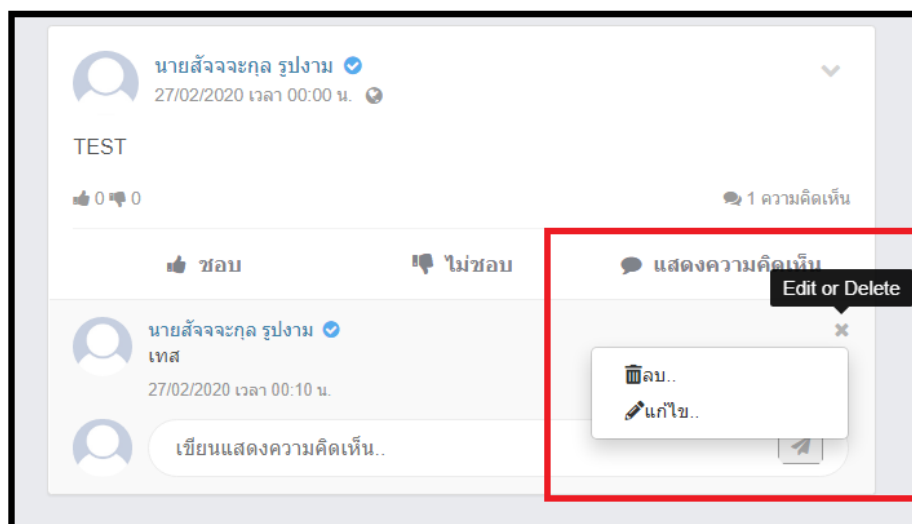 นายสัจจจะกุล รูปงาม
27/02/2020 เวลา 00:00 น.
TEST
0 0
1 ความคิดเห็น
ชอบ
ไม่ชอบ
แสดงความคิดเห็น
Edit or Delete
นายสัจจจะกุล รูปงาม
เทส
27/02/2020 เวลา 00:10 น.
ลบ..
แก้ไข..
เขียนแสดงความคิดเห็น..